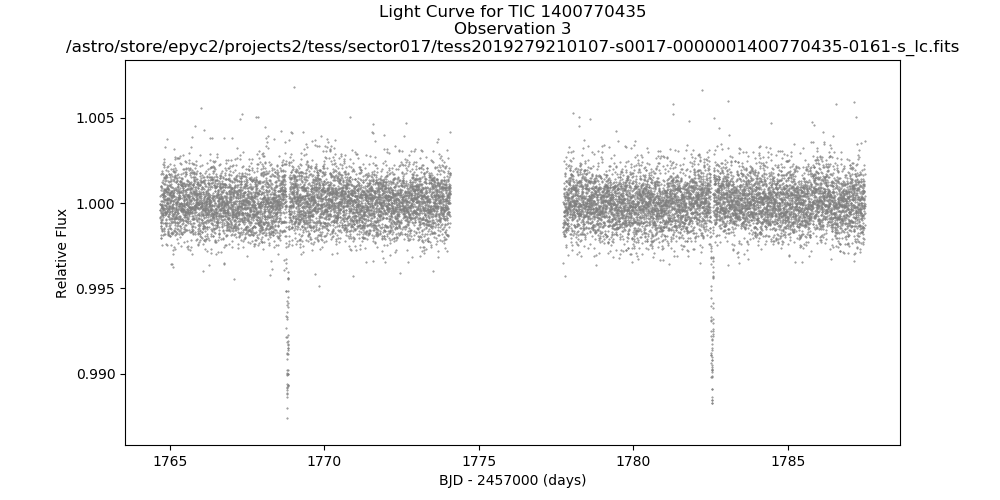 Light Curve for TIC 1400770435
Observation 3
/astro/store/epyc2/projects2/tess/sector017/tess2019279210107-s0017-0000001400770435-0161-s_lc.fits
1.005
1.000
0.995
0.990
Relative Flux
1765
1770
1775
1780
1785
BJD - 2457000 (days)